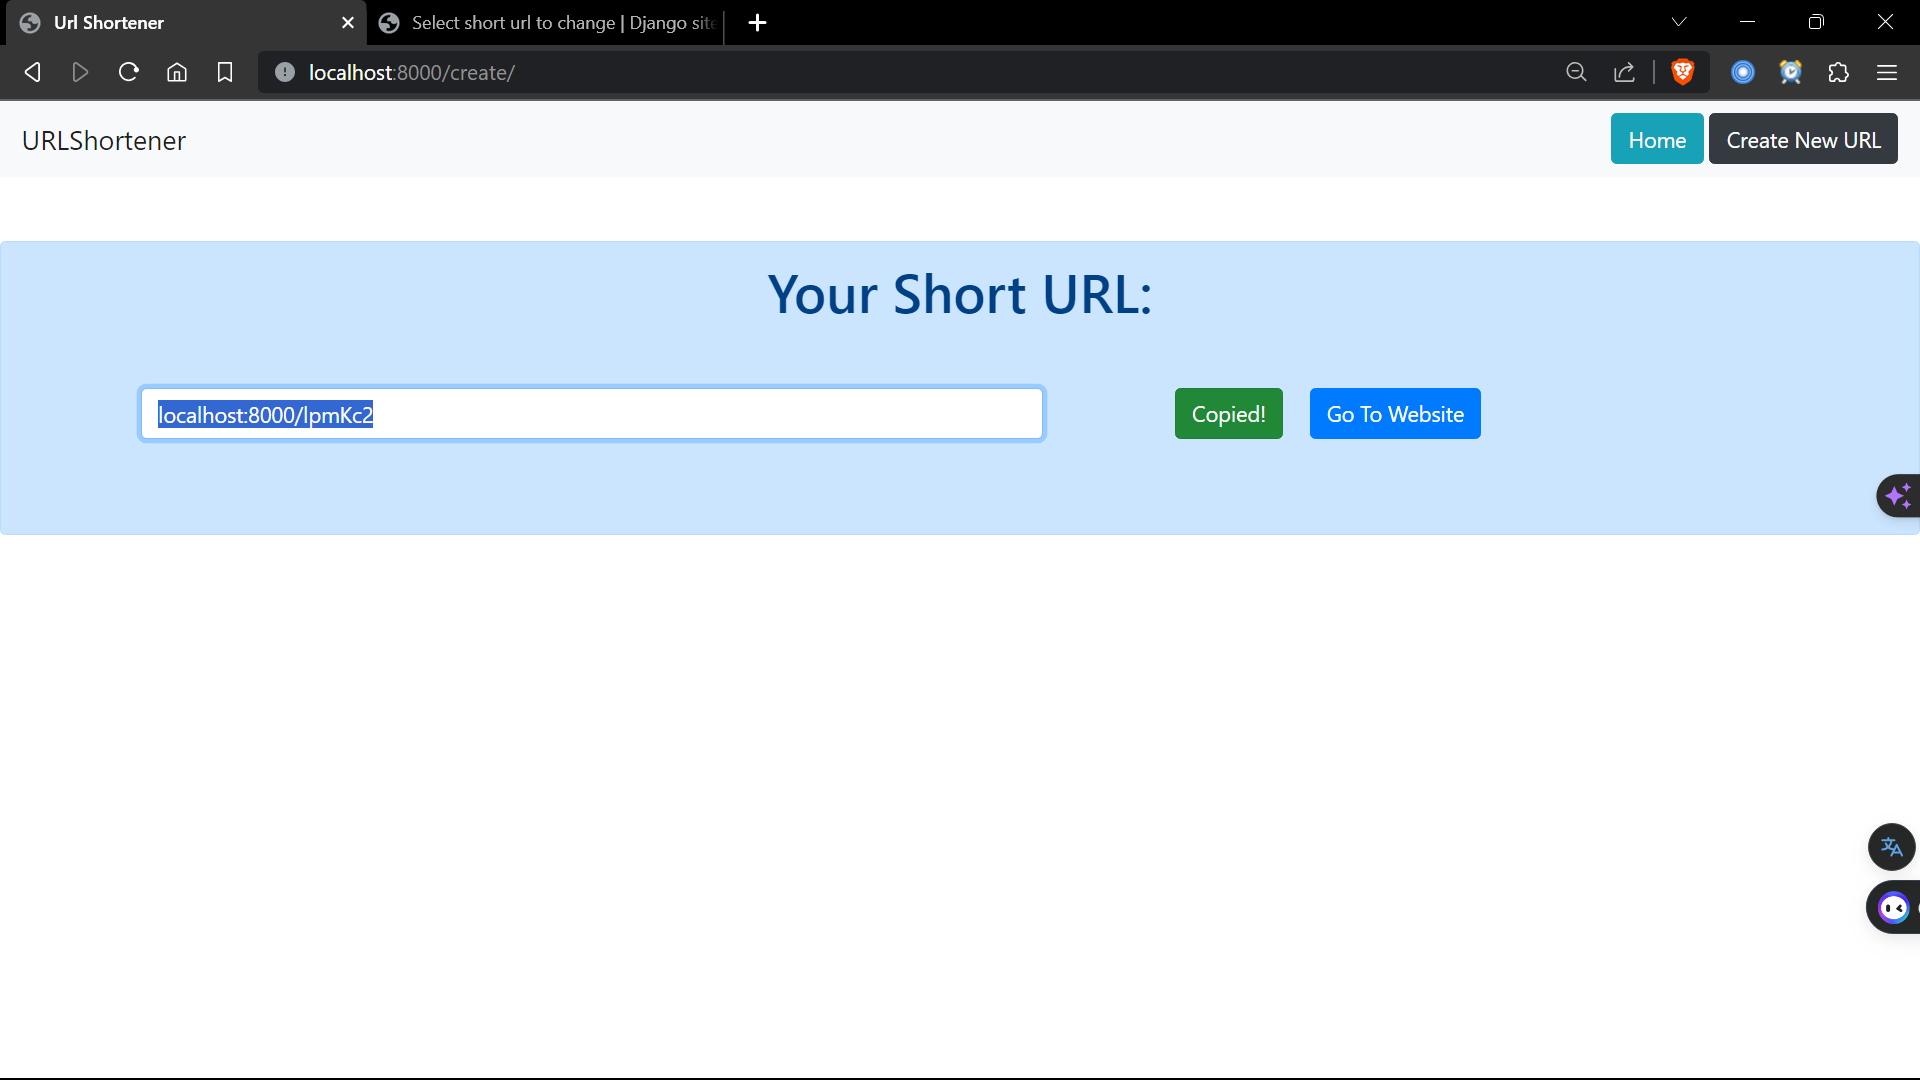 Url Shortener
Select short url to change | Django site
localhost:8000/create/
URLShortener
Home
Create New URL
Your Short URL:
localhost:8000/lpmKc2
Copied!
Go To Website